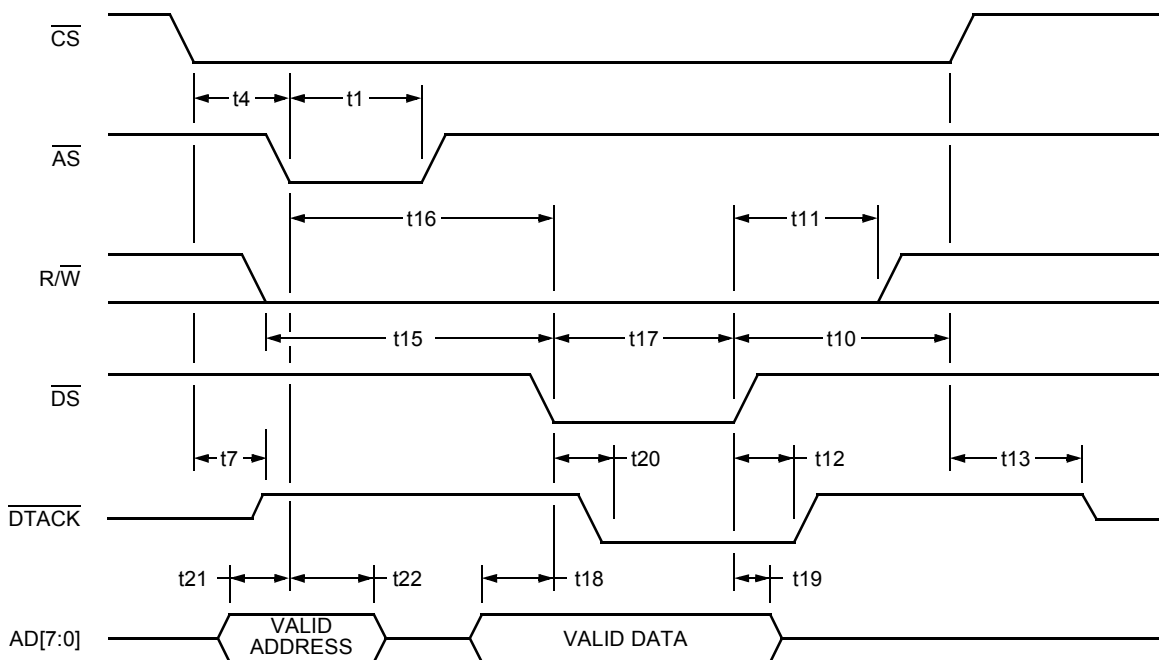 CS
t4
t1
AS
t16
t11
R/W
t15
t17
t10
DS
t7
t20
t12
t13
DTACK
t21
t22
t18
t19
AD[7:0]
VALID
ADDRESS
VALID DATA